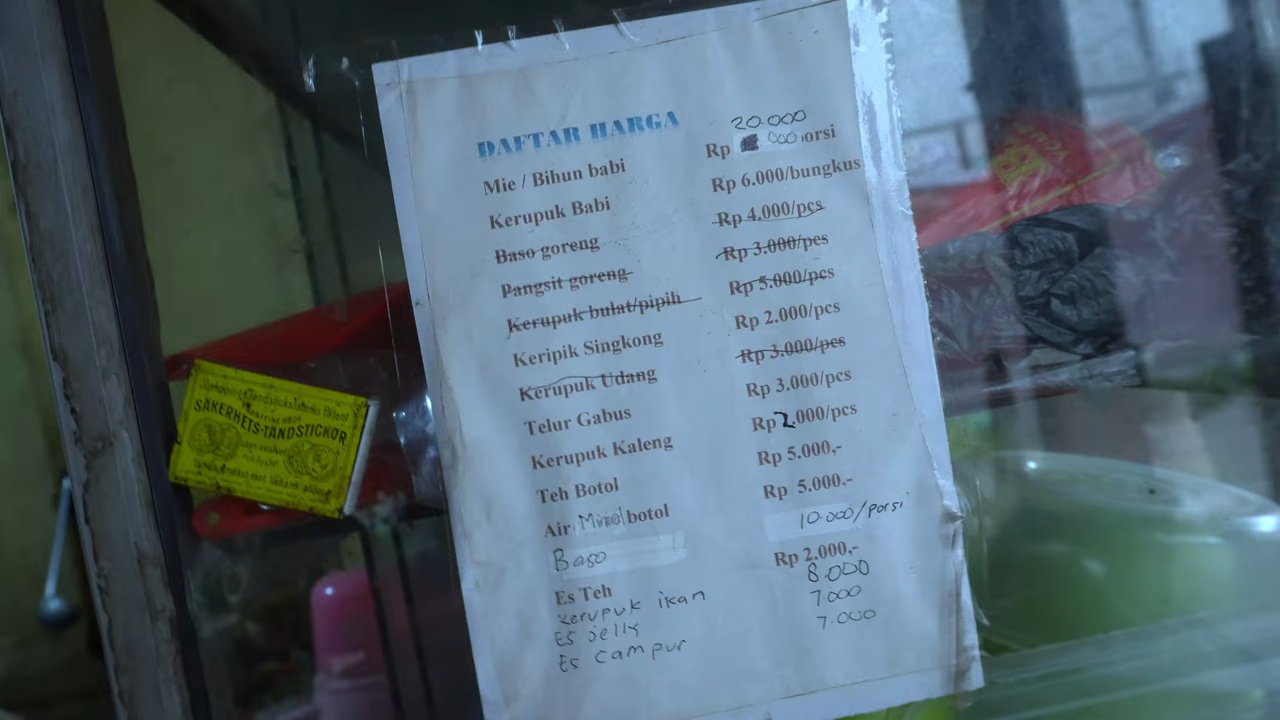 DAFTAR HARGA
20.000
Mie / Bihun babi Rp 000 porsi
Kerupuk Babi Rp 6.000/bungkus
Baso goreng Rp 4.000/pcs
Pangsit goreng Rp 3.000/pcs
Kerupuk bulat/pipih Rp 5.000/pcs
Keripik Singkong Rp 2.000/pcs
Kerupuk Udang Rp 3.000/pcs
Telur Gabus Rp 3.000/pcs
Kerupuk Kaleng Rp 2.000/pcs
Teh Botol Rp 5.000,-
Air Mineral botol Rp 5.000.-
Baso 10.000/porsi
Es Teh Rp 2.000,-
Kerupuk ikan 8.000
Es jelly 7.000
Es campur 7.000
Patent
SÄKERHETS-TÄNDSTICKOR